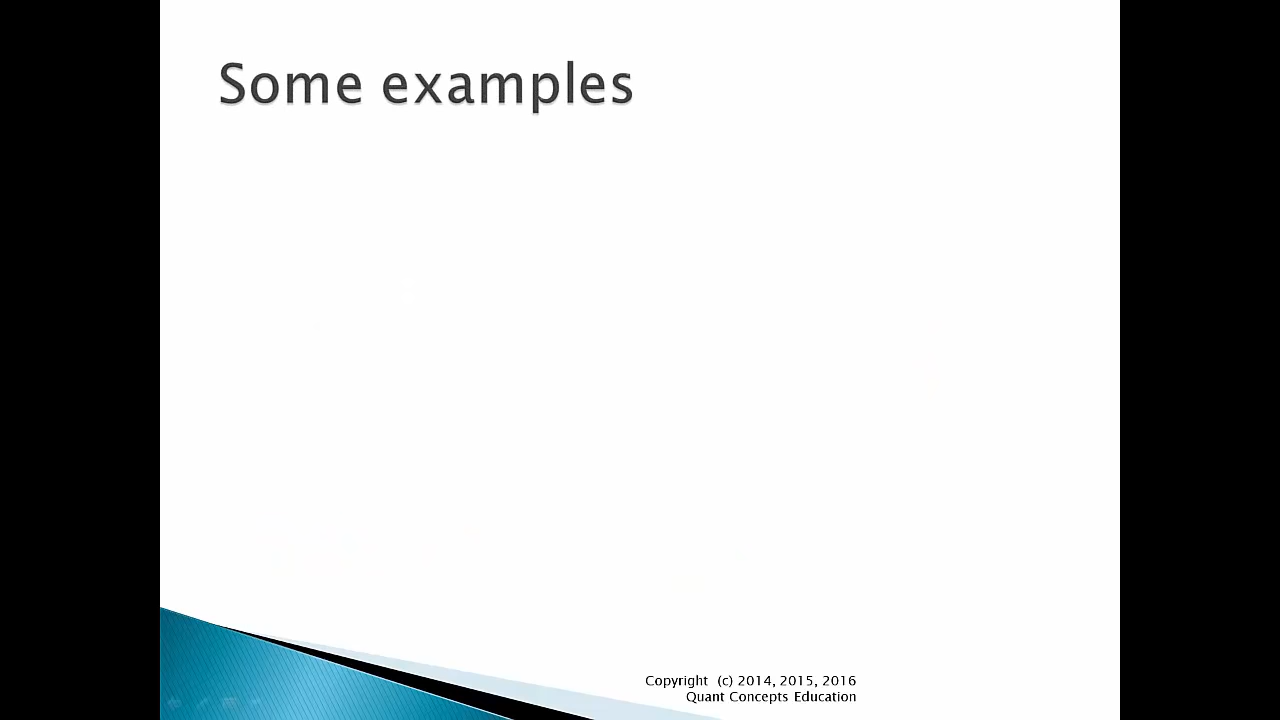 Some examples
Copyright (c) 2014, 2015, 2016
Quant Concepts Education